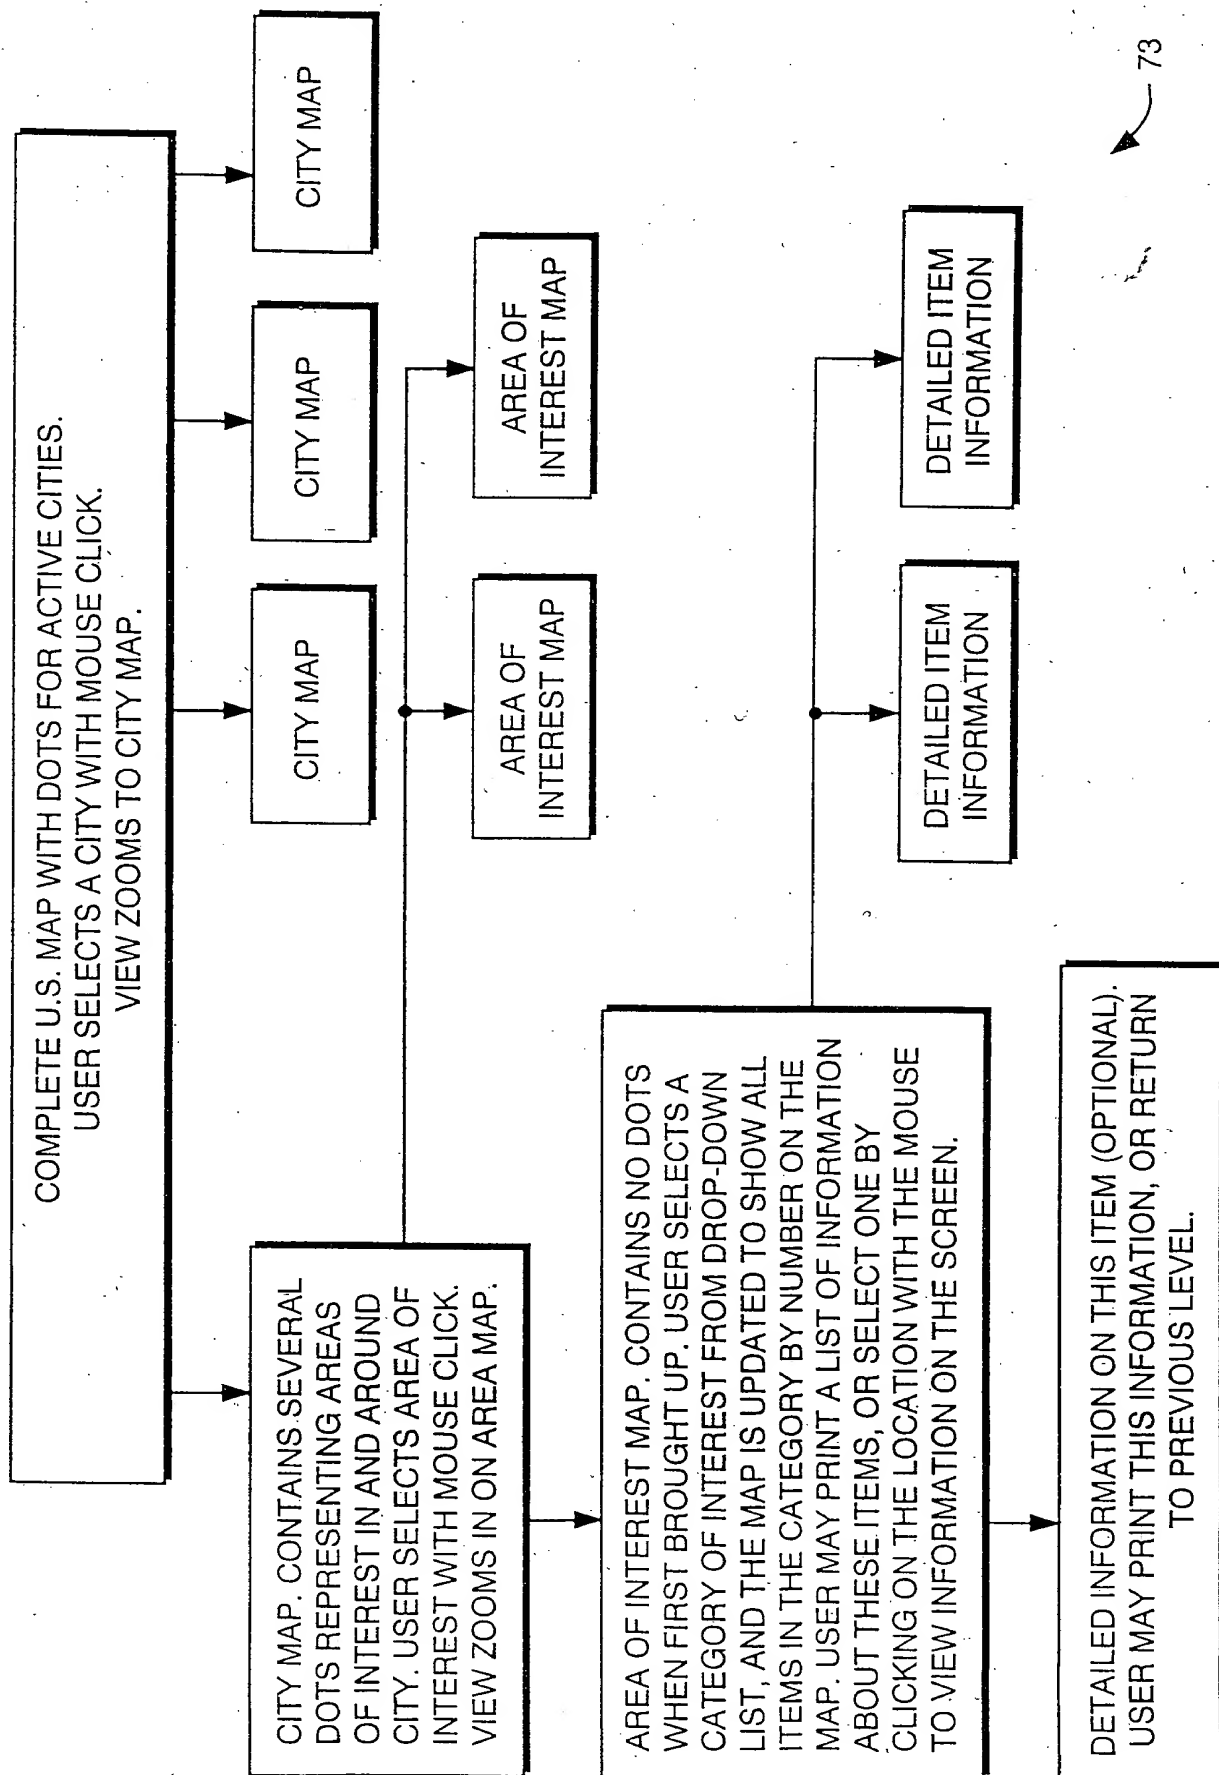 COMPLETE U.S. MAP WITH DOTS FOR ACTIVE CITIES.
USER SELECTS A CITY WITH MOUSE CLICK.
VIEW ZOOMS TO CITY MAP.
CITY MAP. CONTAINS SEVERAL
DOTS REPRESENTING AREAS
OF INTEREST IN AND AROUND
CITY. USER SELECTS AREA OF
INTEREST WITH MOUSE CLICK.
VIEW ZOOMS IN ON AREA MAP.
CITY MAP
CITY MAP
CITY MAP
AREA OF
INTEREST MAP
AREA OF
INTEREST MAP
AREA OF INTEREST MAP. CONTAINS NO DOTS
WHEN FIRST BROUGHT UP. USER SELECTS A
CATEGORY OF INTEREST FROM DROP-DOWN
LIST, AND THE MAP IS UPDATED TO SHOW ALL
ITEMS IN THE CATEGORY BY NUMBER ON THE
MAP. USER MAY PRINT A LIST OF INFORMATION
ABOUT THESE ITEMS, OR SELECT ONE BY
CLICKING ON THE LOCATION WITH THE MOUSE
TO VIEW INFORMATION ON THE SCREEN.
DETAILED ITEM
INFORMATION
DETAILED ITEM
INFORMATION
DETAILED INFORMATION ON THIS ITEM (OPTIONAL).
USER MAY PRINT THIS INFORMATION, OR RETURN
TO PREVIOUS LEVEL.
73